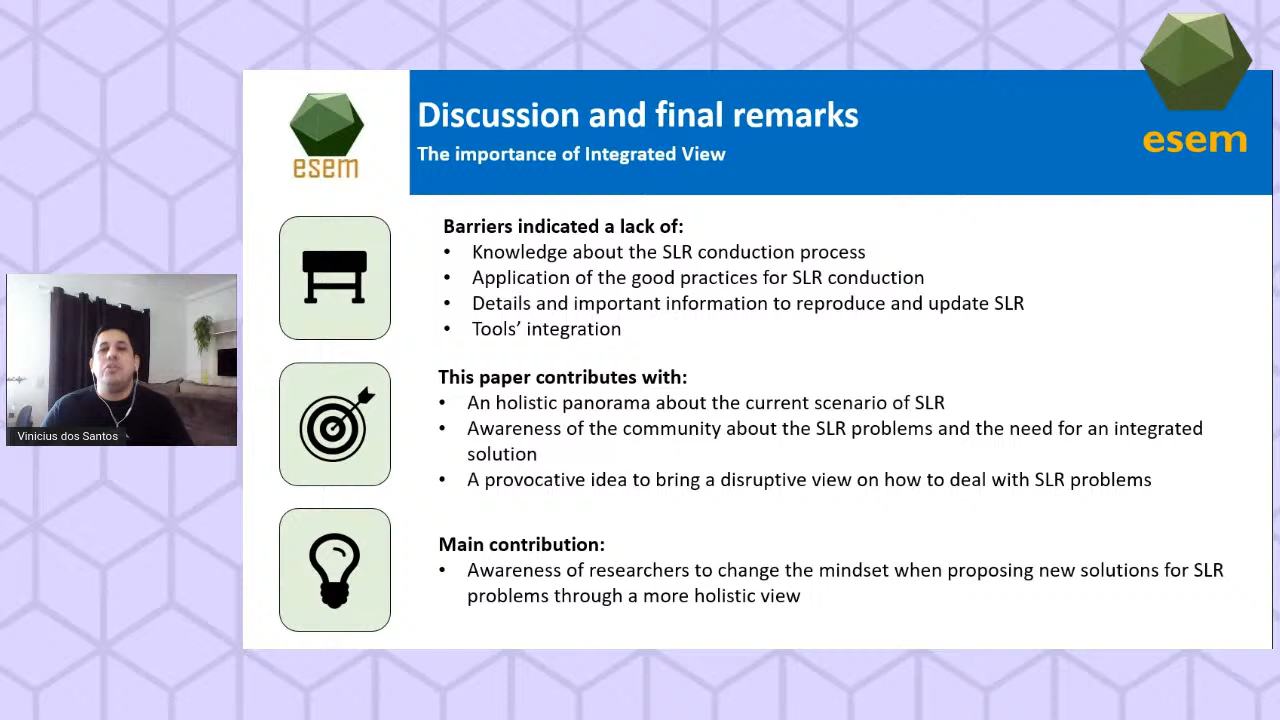 esem
Discussion and final remarks
The importance of Integrated View
esem
Barriers indicated a lack of:
• Knowledge about the SLR conduction process
• Application of the good practices for SLR conduction
• Details and important information to reproduce and update SLR
• Tools’ integration
This paper contributes with:
• An holistic panorama about the current scenario of SLR
• Awareness of the community about the SLR problems and the need for an integrated
solution
• A provocative idea to bring a disruptive view on how to deal with SLR problems
Main contribution:
• Awareness of researchers to change the mindset when proposing new solutions for SLR
problems through a more holistic view
Vinicius dos Santos